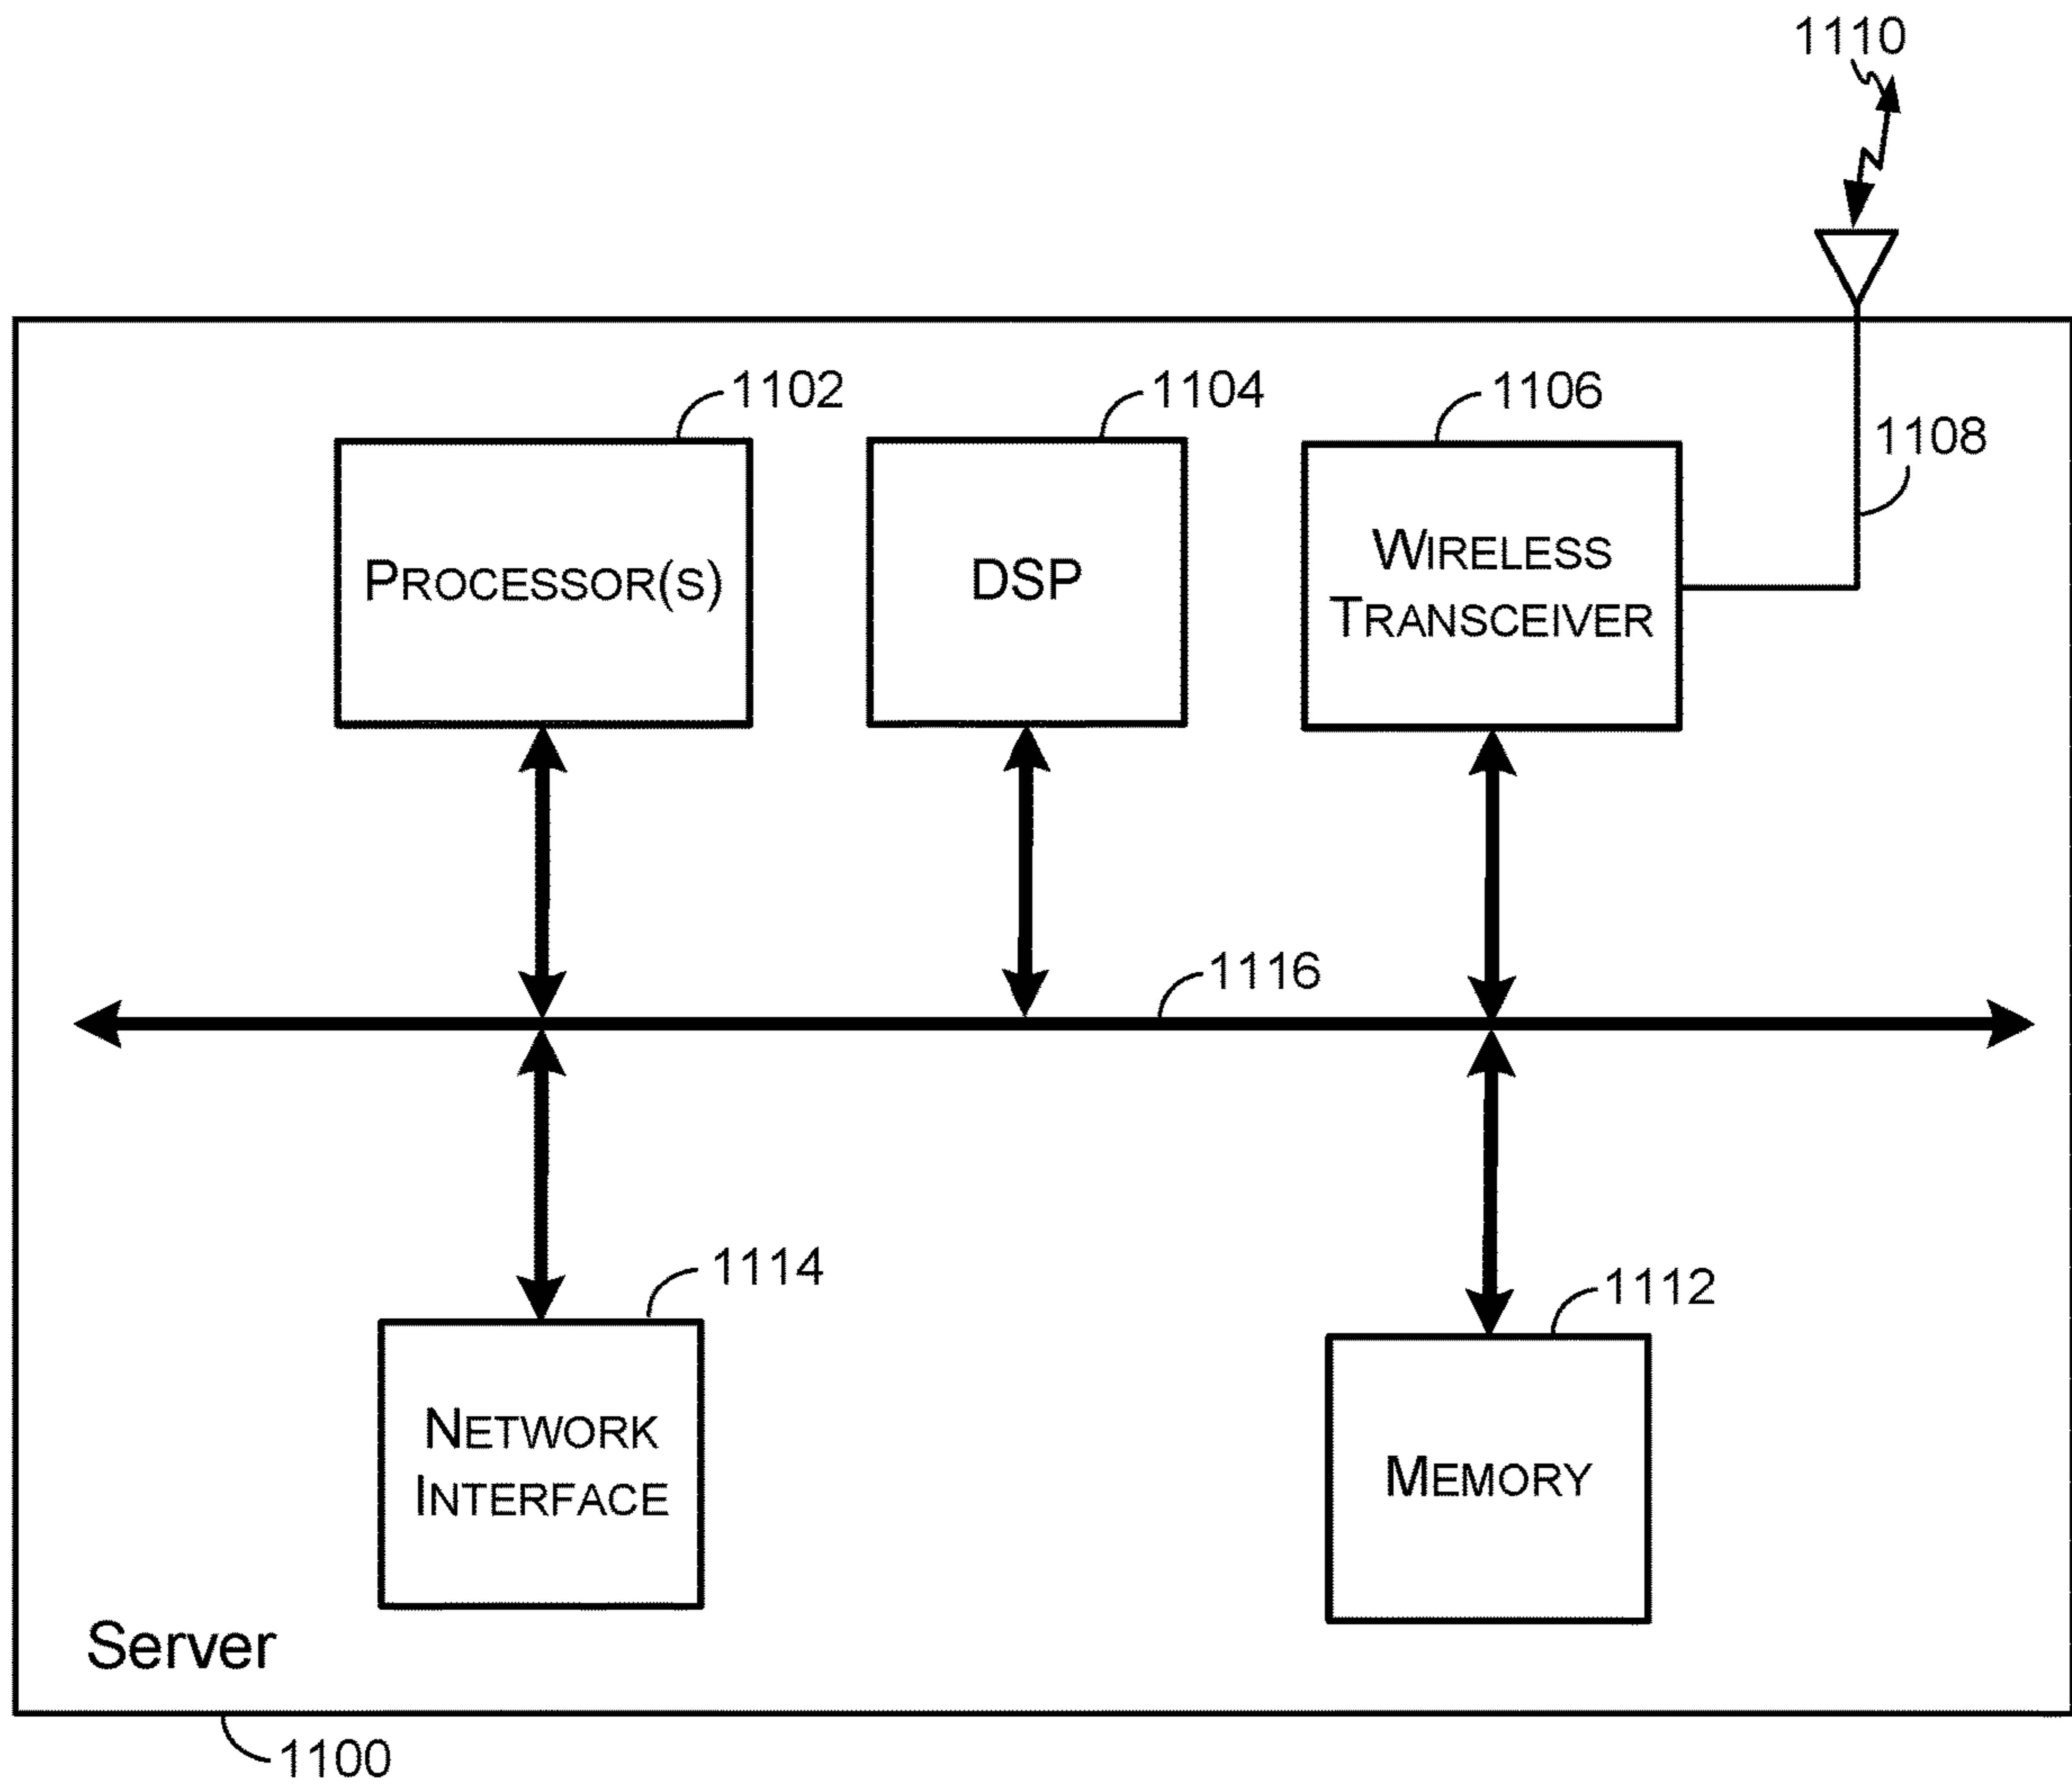 1110
1102
1104
1106
1108
PROCESSOR(S)
DSP
WIRELESS
TRANSCEIVER
1116
1114
1112
NETWORK
INTERFACE
MEMORY
Server
1100